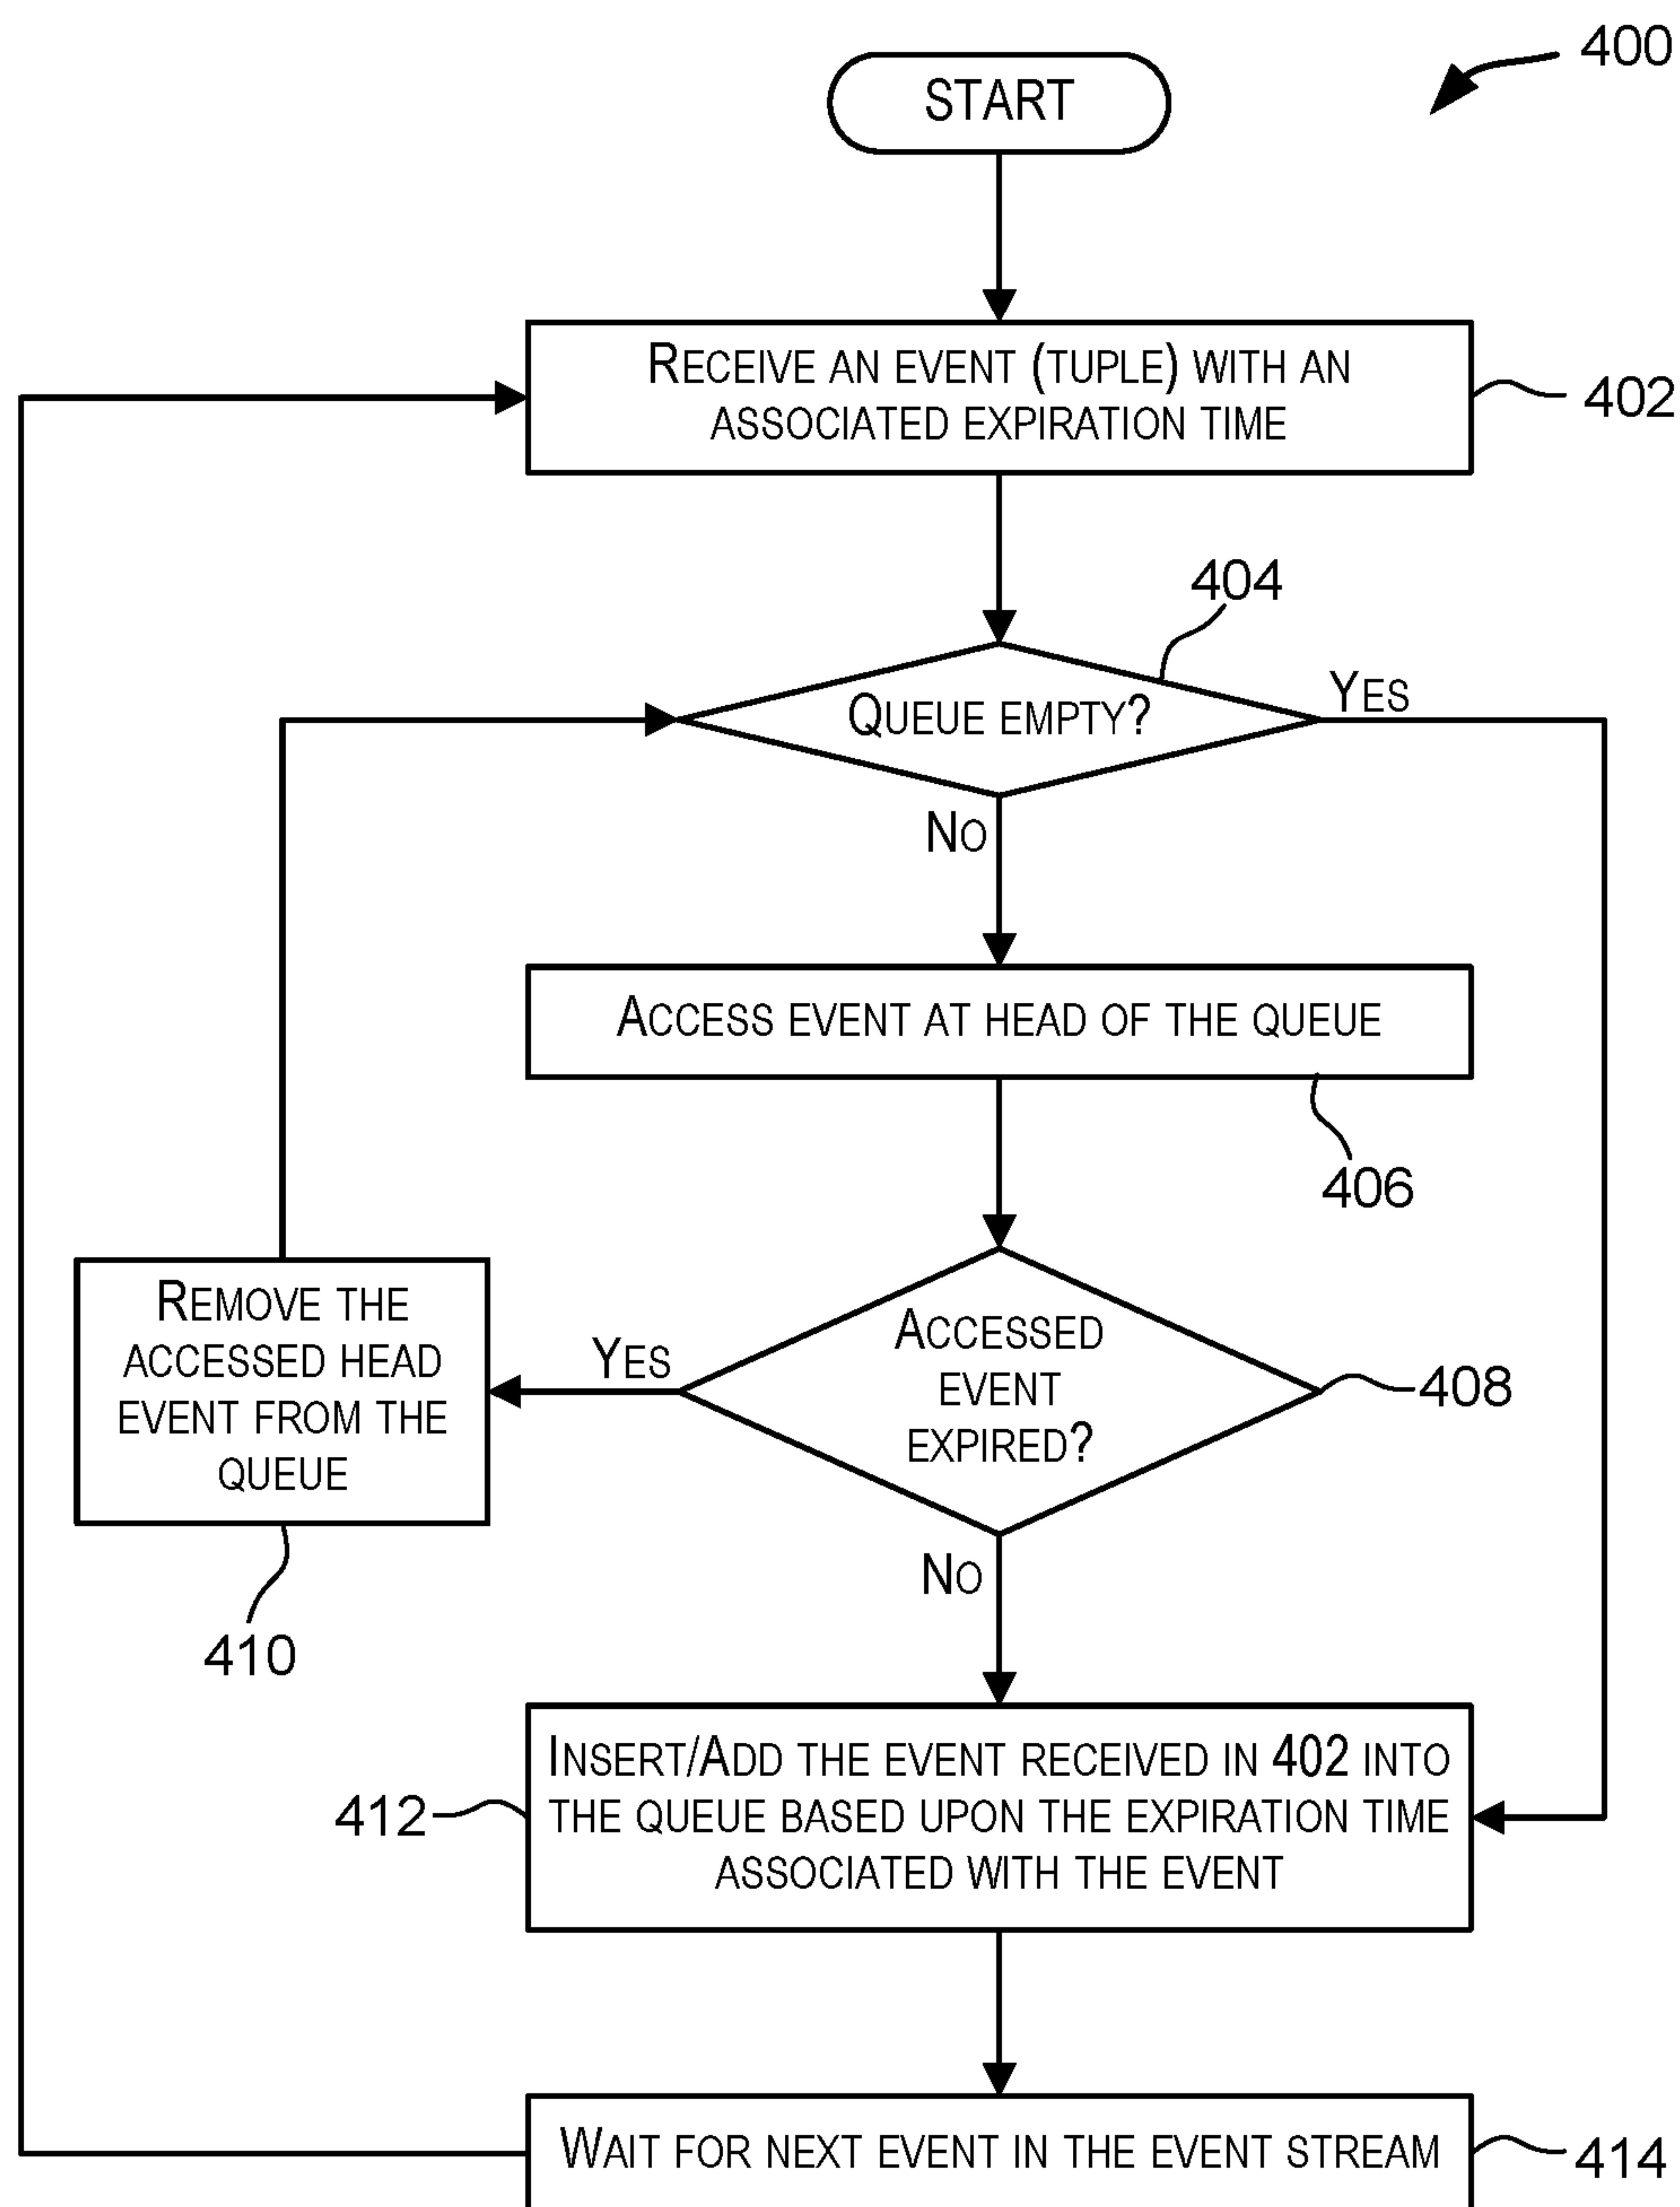 400
START
RECEIVE AN EVENT (TUPLE) WITH AN
ASSOCIATED EXPIRATION TIME
402
404
QUEUE EMPTY?
YES
NO
ACCESS EVENT AT HEAD OF THE QUEUE
406
REMOVE THE
ACCESSED HEAD
EVENT FROM THE
QUEUE
410
YES
ACCESSED
EVENT
EXPIRED?
408
NO
INSERT/ADD THE EVENT RECEIVED IN 402 INTO
THE QUEUE BASED UPON THE EXPIRATION TIME
ASSOCIATED WITH THE EVENT
412
WAIT FOR NEXT EVENT IN THE EVENT STREAM
414